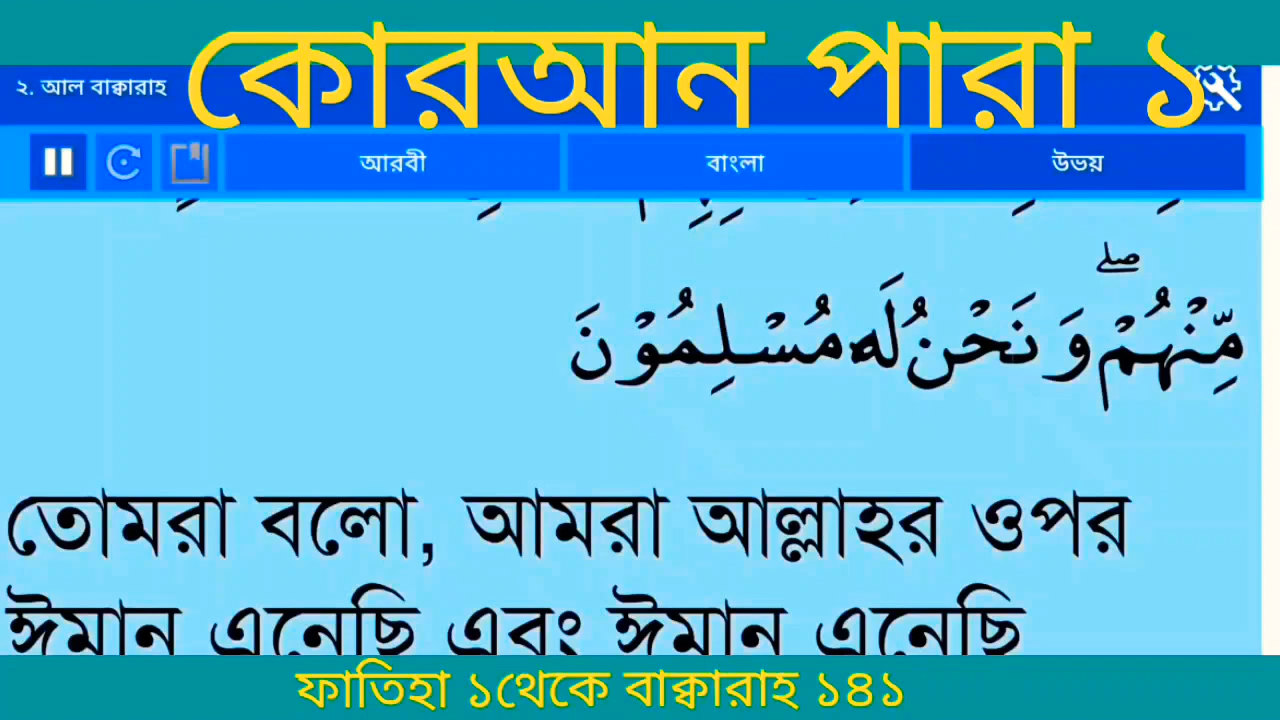 কোরআন পারা ১
২. আল বাক্বারাহ
আরবী বাংলা উভয়
مِّنْهُمْ ۖ وَنَحْنُ لَهٗ مُسْلِمُوْنَ
তোমরা বলো, আমরা আল্লাহর ওপর
ঈমান এনেছি এবং ঈমান এনেছি
ফাতিহা ১থেকে বাক্বারাহ ১৪১